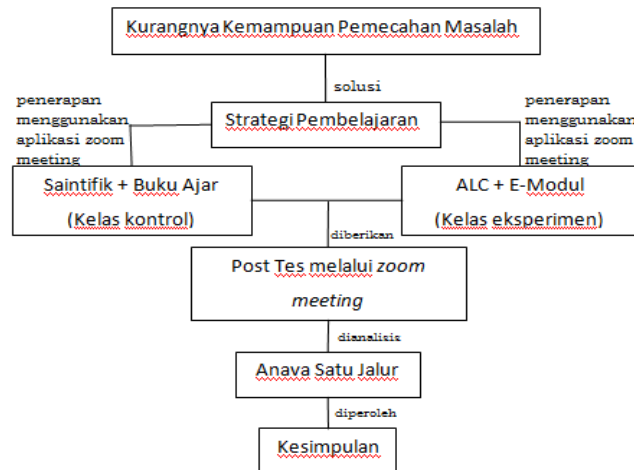 Kurangnya Kemampuan Pemecahan Masalah
solusi
penerapan
menggunakan
aplikasi zoom
meeting
Strategi Pembelajaran
penerapan
menggunakan
aplikasi zoom
meeting
Saintifik + Buku Ajar
(Kelas kontrol)
ALC + E-Modul
(Kelas eksperimen)
diberikan
Post Tes melalui zoom
meeting
dianalisis
Anava Satu Jalur
diperoleh
Kesimpulan